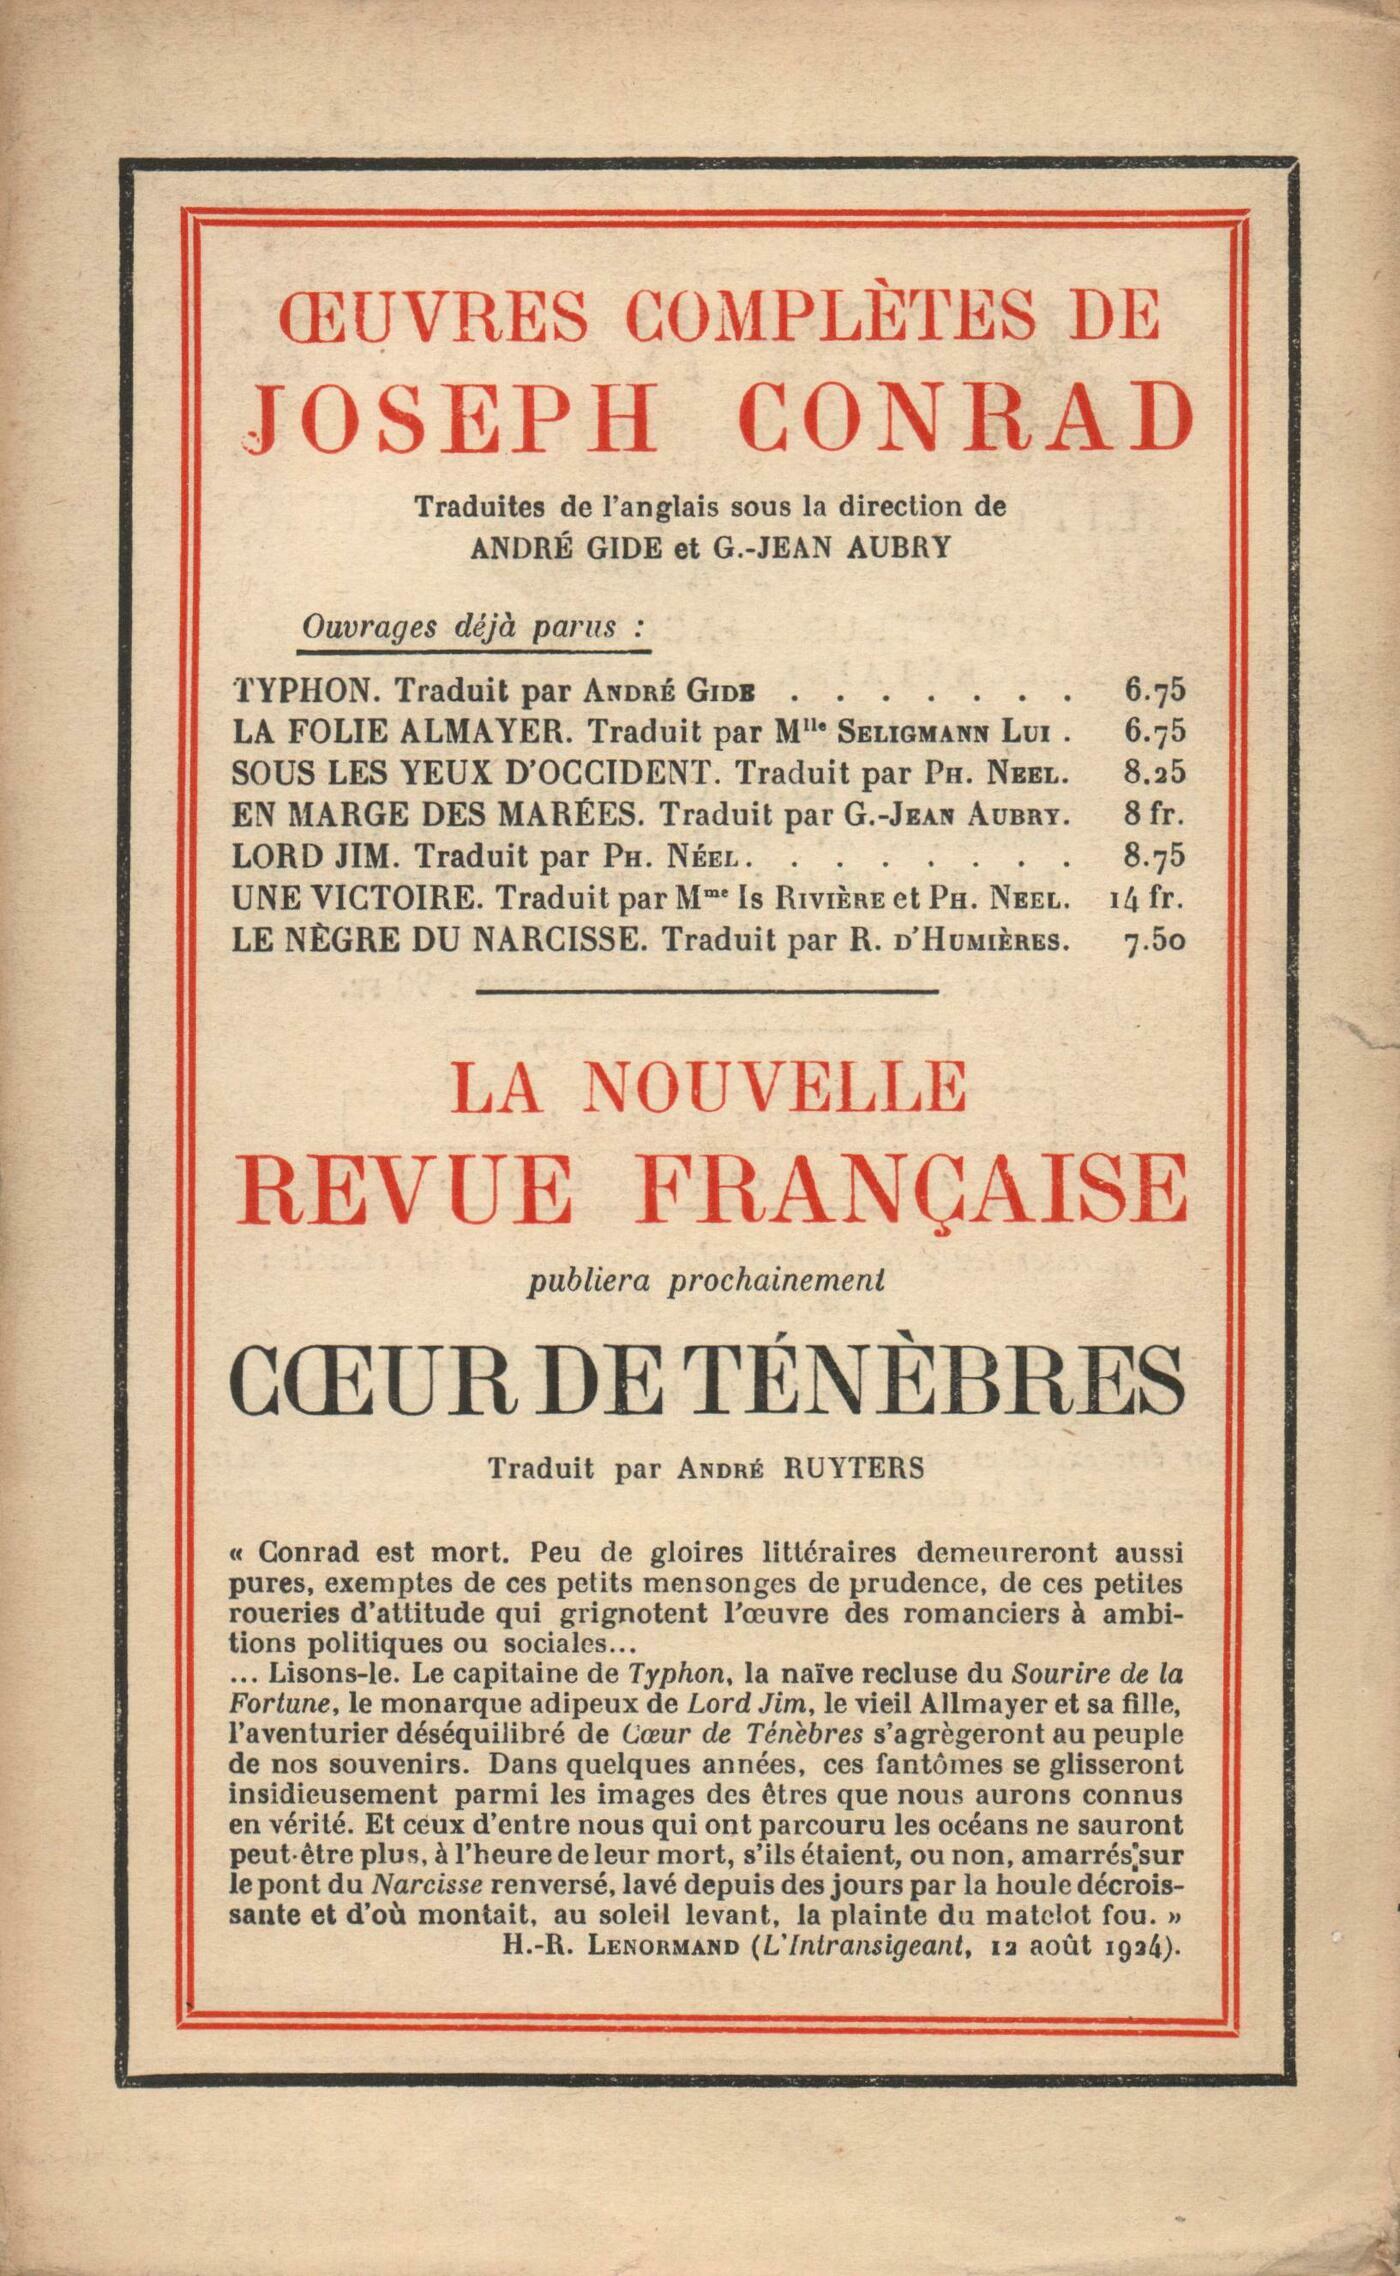 ŒUVRES COMPLÈTES DE
JOSEPH CONRAD
Traduites de l'anglais sous la direction de
ANDRÉ GIDE et G.-JEAN AUBRY
Ouvrages déjà parus :
TYPHON. Traduit par ANDRÉ GIDE . . . . . . . 6.75
LA FOLIE ALMAYER. Traduit par Mlle SELIGMANN LUI . 6.75
SOUS LES YEUX D'OCCIDENT. Traduit par PH. NEEL. 8.25
EN MARGE DES MARÉES. Traduit par G.-JEAN AUBRY. 8 fr.
LORD JIM. Traduit par PH. NÉEL. . . . . . . . 8.75
UNE VICTOIRE. Traduit par Mme Is RIVIÈRE et PH. NEEL. 14 fr.
LE NÈGRE DU NARCISSE. Traduit par R. D'HUMIÈRES. 7.50
LA NOUVELLE
REVUE FRANÇAISE
publiera prochainement
CŒUR DE TÉNÈBRES
Traduit par ANDRÉ RUYTERS
« Conrad est mort. Peu de gloires littéraires demeureront aussi
pures, exemptes de ces petits mensonges de prudence, de ces petites
roueries d'attitude qui grignotent l'œuvre des romanciers à ambi-
tions politiques ou sociales...
... Lisons-le. Le capitaine de Typhon, la naïve recluse du Sourire de la
Fortune, le monarque adipeux de Lord Jim, le vieil Allmayer et sa fille,
l'aventurier déséquilibré de Cœur de Ténèbres s'agrègeront au peuple
de nos souvenirs. Dans quelques années, ces fantômes se glisseront
insidieusement parmi les images des êtres que nous aurons connus
en vérité. Et ceux d'entre nous qui ont parcouru les océans ne sauront
peut-être plus, à l'heure de leur mort, s'ils étaient, ou non, amarrés sur
le pont du Narcisse renversé, lavé depuis des jours par la houle décrois-
sante et d'où montait, au soleil levant, la plainte du matelot fou. »
H.-R. LENORMAND (L'Intransigeant, 12 août 1924).